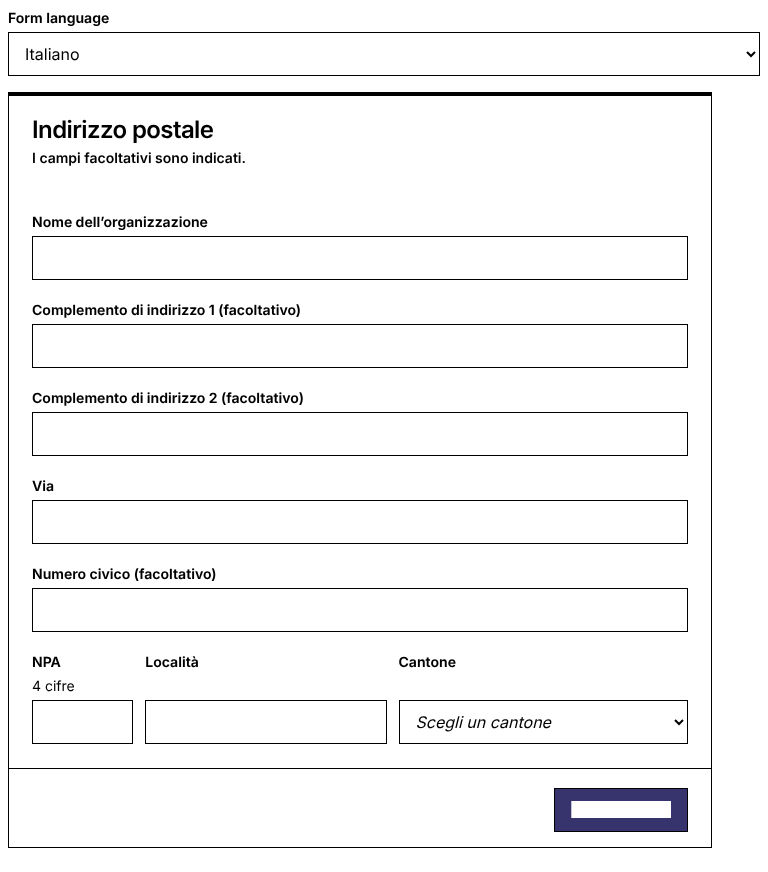 Form language
Italiano
Indirizzo postale
I campi facoltativi sono indicati.
Nome dell’organizzazione
Complemento di indirizzo 1 (facoltativo)
Complemento di indirizzo 2 (facoltativo)
Via
Numero civico (facoltativo)
NPA
4 cifre
Località
Cantone
Scegli un cantone